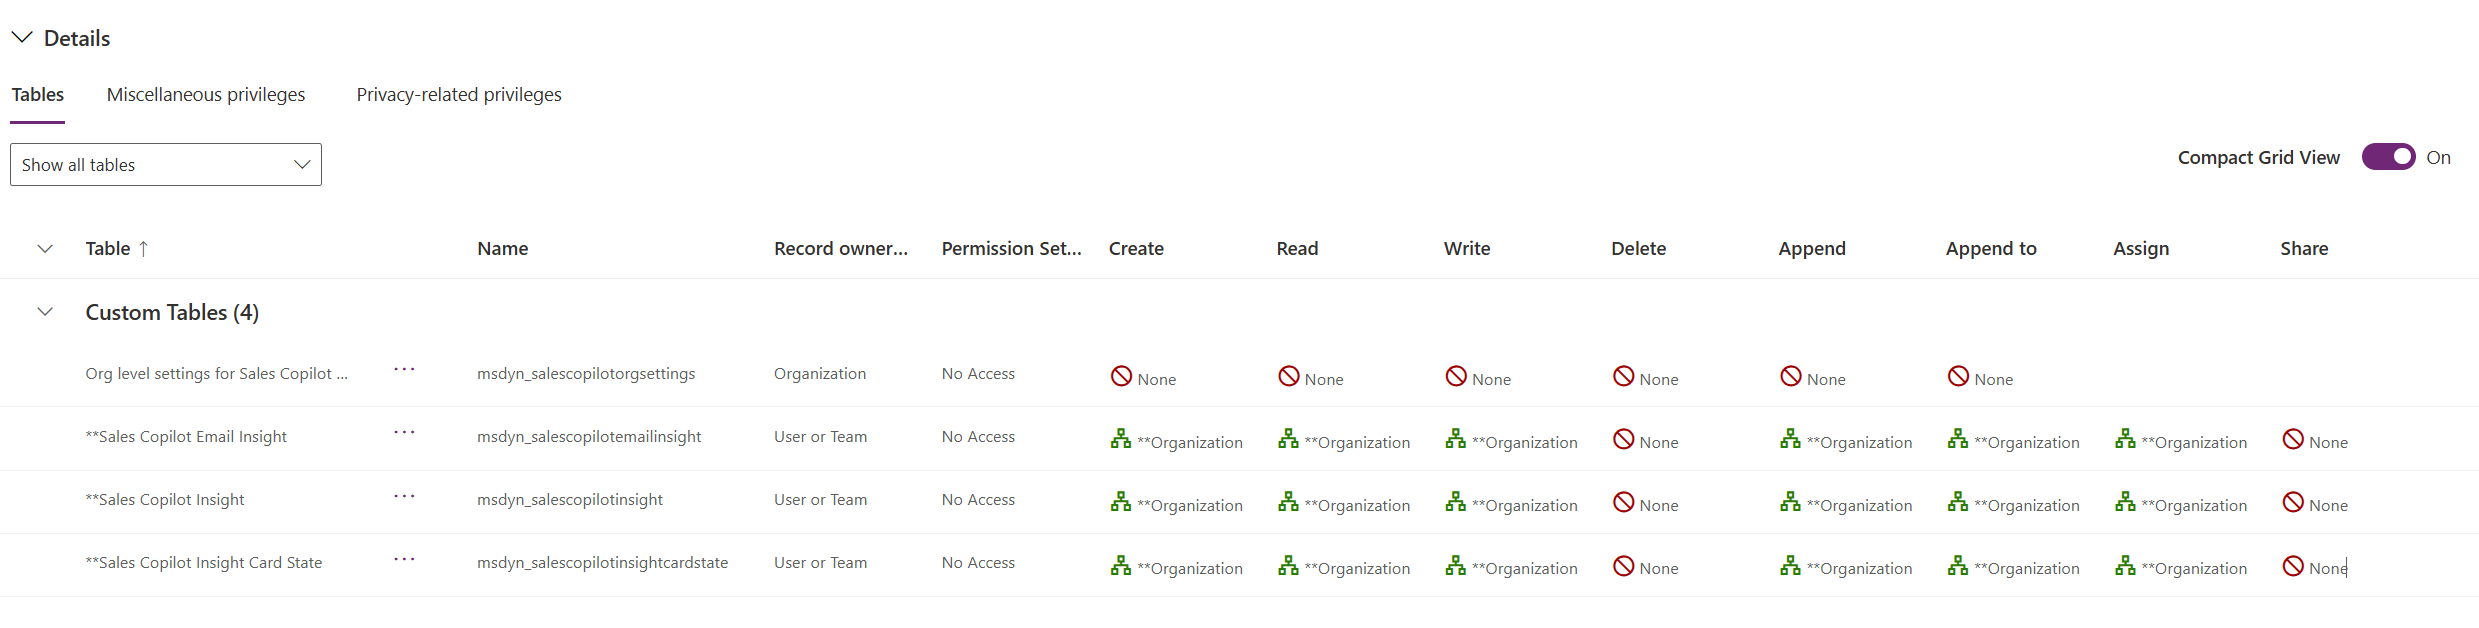 Details
Tables Miscellaneous privileges Privacy-related privileges
Show all tables
Compact Grid View On
Table ↑ Name Record owner... Permission Set... Create Read Write Delete Append Append to Assign Share
Custom Tables (4)
Org level settings for Sales Copilot ... ... msdyn_salescopilotorgsettings Organization No Access None None None None None None
**Sales Copilot Email Insight ... msdyn_salescopilotemailinsight User or Team No Access **Organization **Organization **Organization None **Organization **Organization **Organization None
**Sales Copilot Insight ... msdyn_salescopilotinsight User or Team No Access **Organization **Organization **Organization None **Organization **Organization **Organization None
**Sales Copilot Insight Card State ... msdyn_salescopilotinsightcardstate User or Team No Access **Organization **Organization **Organization None **Organization **Organization **Organization None